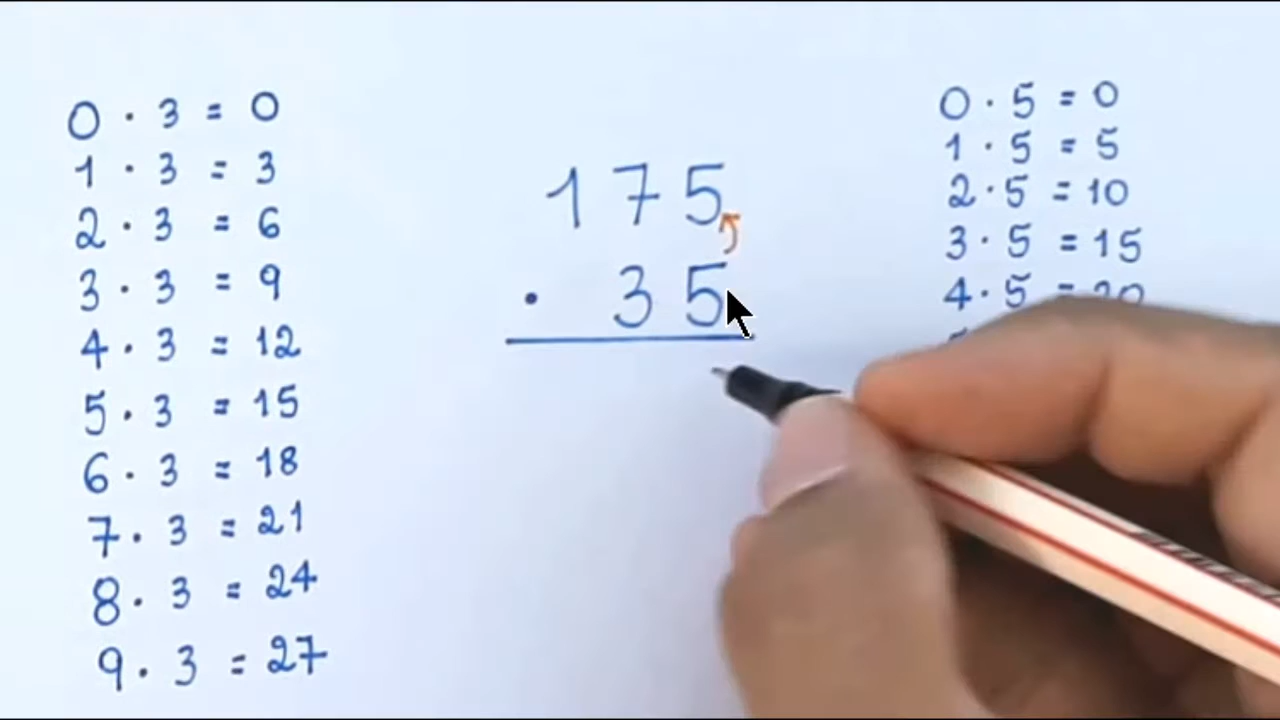 0 · 3 = 0
1 · 3 = 3
2 · 3 = 6
3 · 3 = 9
4 · 3 = 12
5 · 3 = 15
6 · 3 = 18
7 · 3 = 21
8 · 3 = 24
9 · 3 = 27
175
· 35
0 · 5 = 0
1 · 5 = 5
2 · 5 = 10
3 · 5 = 15
4 · 5 = 20